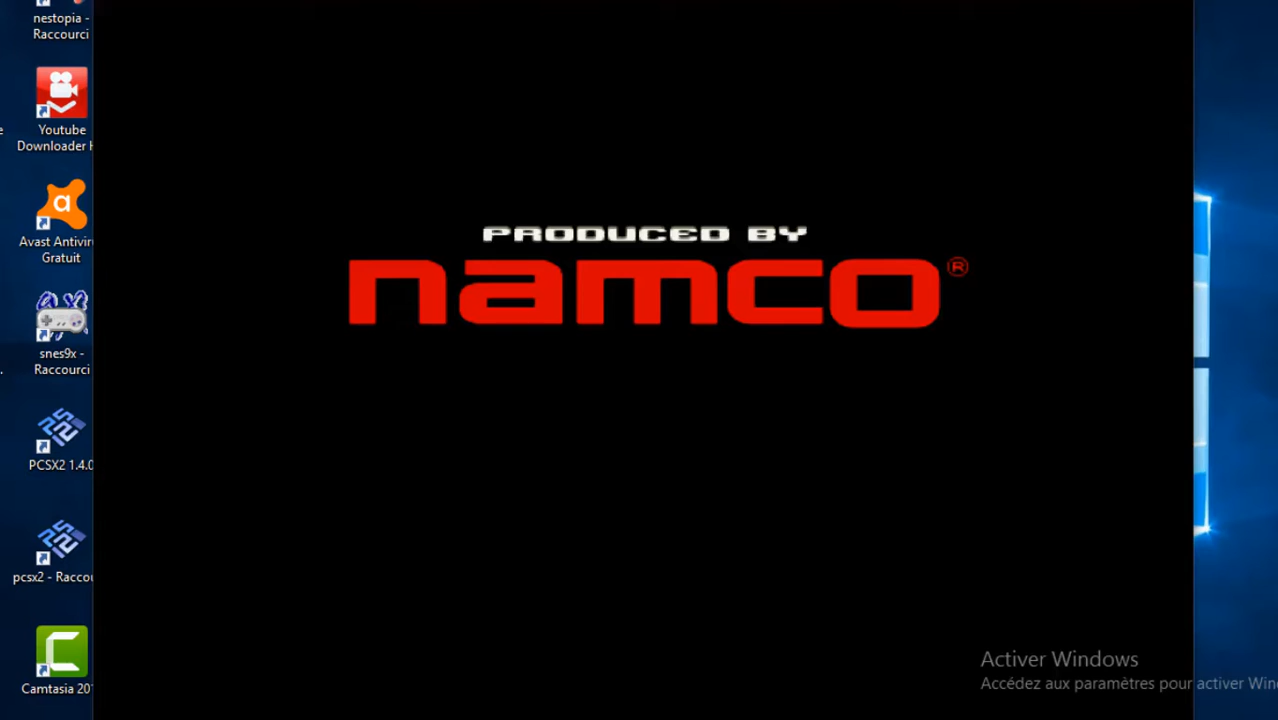 nestopia -
Raccourci
Youtube
Downloader H
Avast Antivir
Gratuit
snes9x -
Raccourci
PCSX2 1.4.0
pcsx2 - Raccou
Camtasia 201
PRODUCED BY
namco®
Activer Windows
Accédez aux paramètres pour activer Win